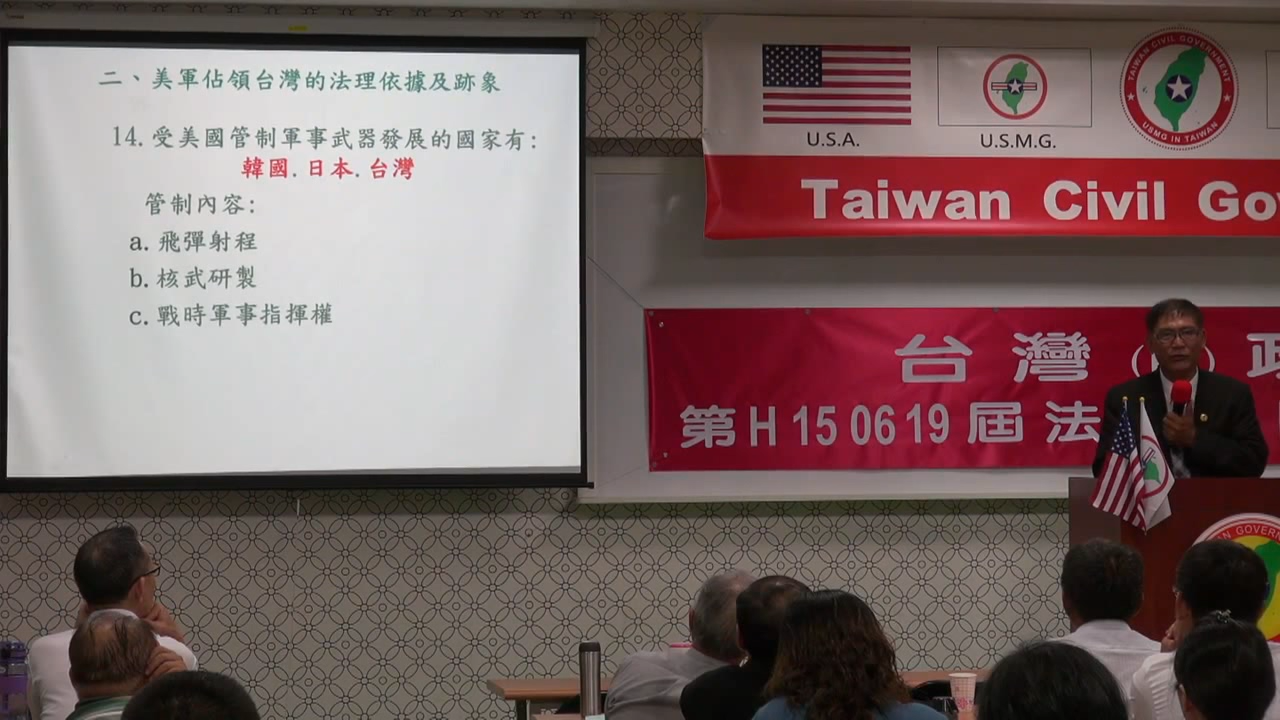 二、美軍佔領台灣的法理依據及跡象
14.受美國管制軍事武器發展的國家有:
韓國.日本.台灣
管制內容:
a.飛彈射程
b.核武研製
c.戰時軍事指揮權
U.S.A.
U.S.M.G.
TAIWAN CIVIL GOVERNMENT
USMG IN TAIWAN
Taiwan Civil Go
台灣
第H 15 06 19 屆法